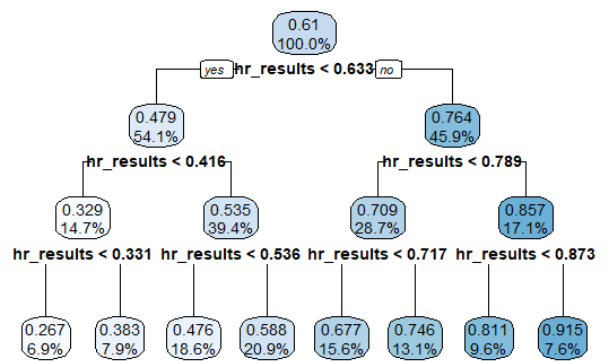 0.61
100.0%
yes hr_results < 0.633 no
0.479 0.764
54.1% 45.9%
hr_results < 0.416 hr_results < 0.789
0.329 0.535 0.709 0.857
14.7% 39.4% 28.7% 17.1%
hr_results < 0.331 hr_results < 0.536 hr_results < 0.717 hr_results < 0.873
0.267 0.383 0.476 0.588 0.677 0.746 0.811 0.915
6.9% 7.9% 18.6% 20.9% 15.6% 13.1% 9.6% 7.6%